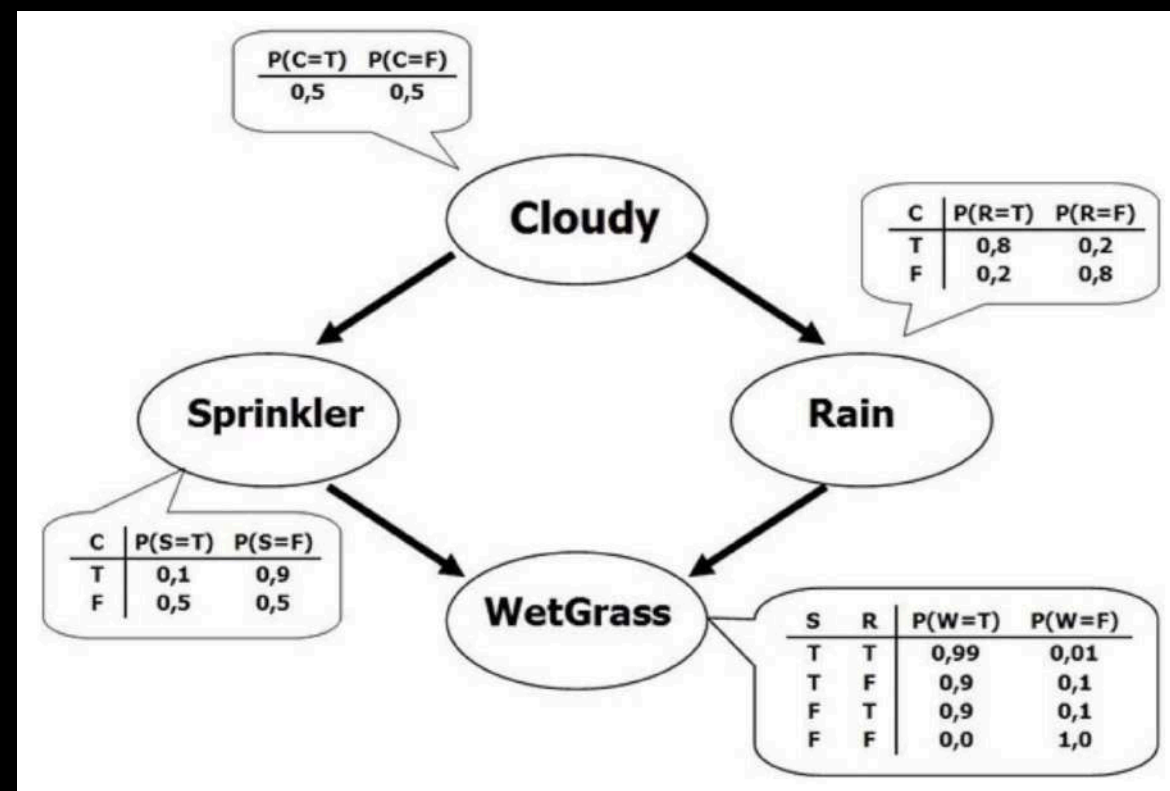 P(C=T) P(C=F)
0,5 0,5
Cloudy
C P(R=T) P(R=F)
T 0,8 0,2
F 0,2 0,8
Sprinkler
Rain
C P(S=T) P(S=F)
T 0,1 0,9
F 0,5 0,5
WetGrass
S R P(W=T) P(W=F)
T T 0,99 0,01
T F 0,9 0,1
F T 0,9 0,1
F F 0,0 1,0